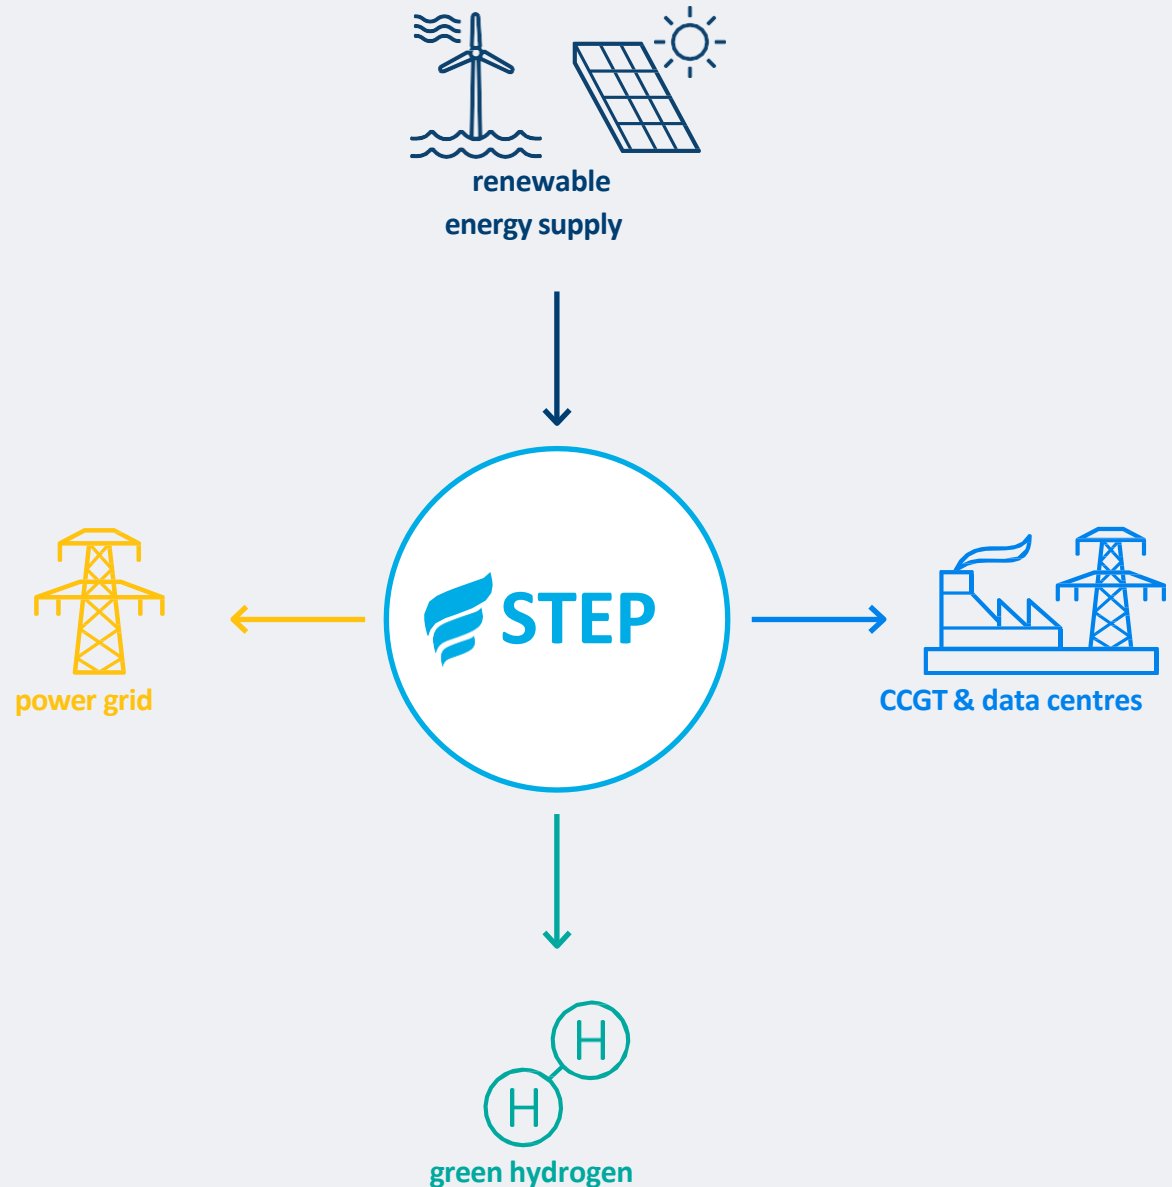 renewable
energy supply
STEP
power grid
CCGT & data centres
H
H
green hydrogen